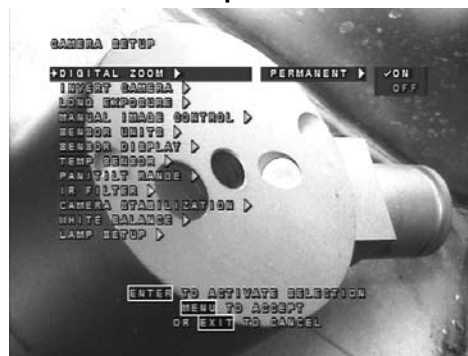 CAMERA SETUP
DIGITAL ZOOM PERMANENT ✓ON
OFF
INVERT CAMERA
LONG EXPOSURE
MANUAL IMAGE CONTROL
SENSOR UNITS
SENSOR DISPLAY
TEMP SENSOR
PAN/TILT RANGE
IR FILTER
CAMERA STABILIZATION
WHITE BALANCE
LAMP SETUP
ENTER TO ACTIVATE SELECTION
MENU TO ACCEPT
OR EXIT TO CANCEL